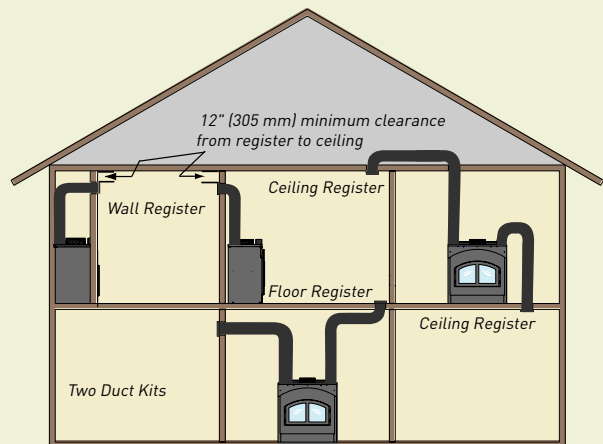 12" (305 mm) minimum clearance
from register to ceiling
Ceiling Register
Wall Register
Floor Register
Ceiling Register
Two Duct Kits